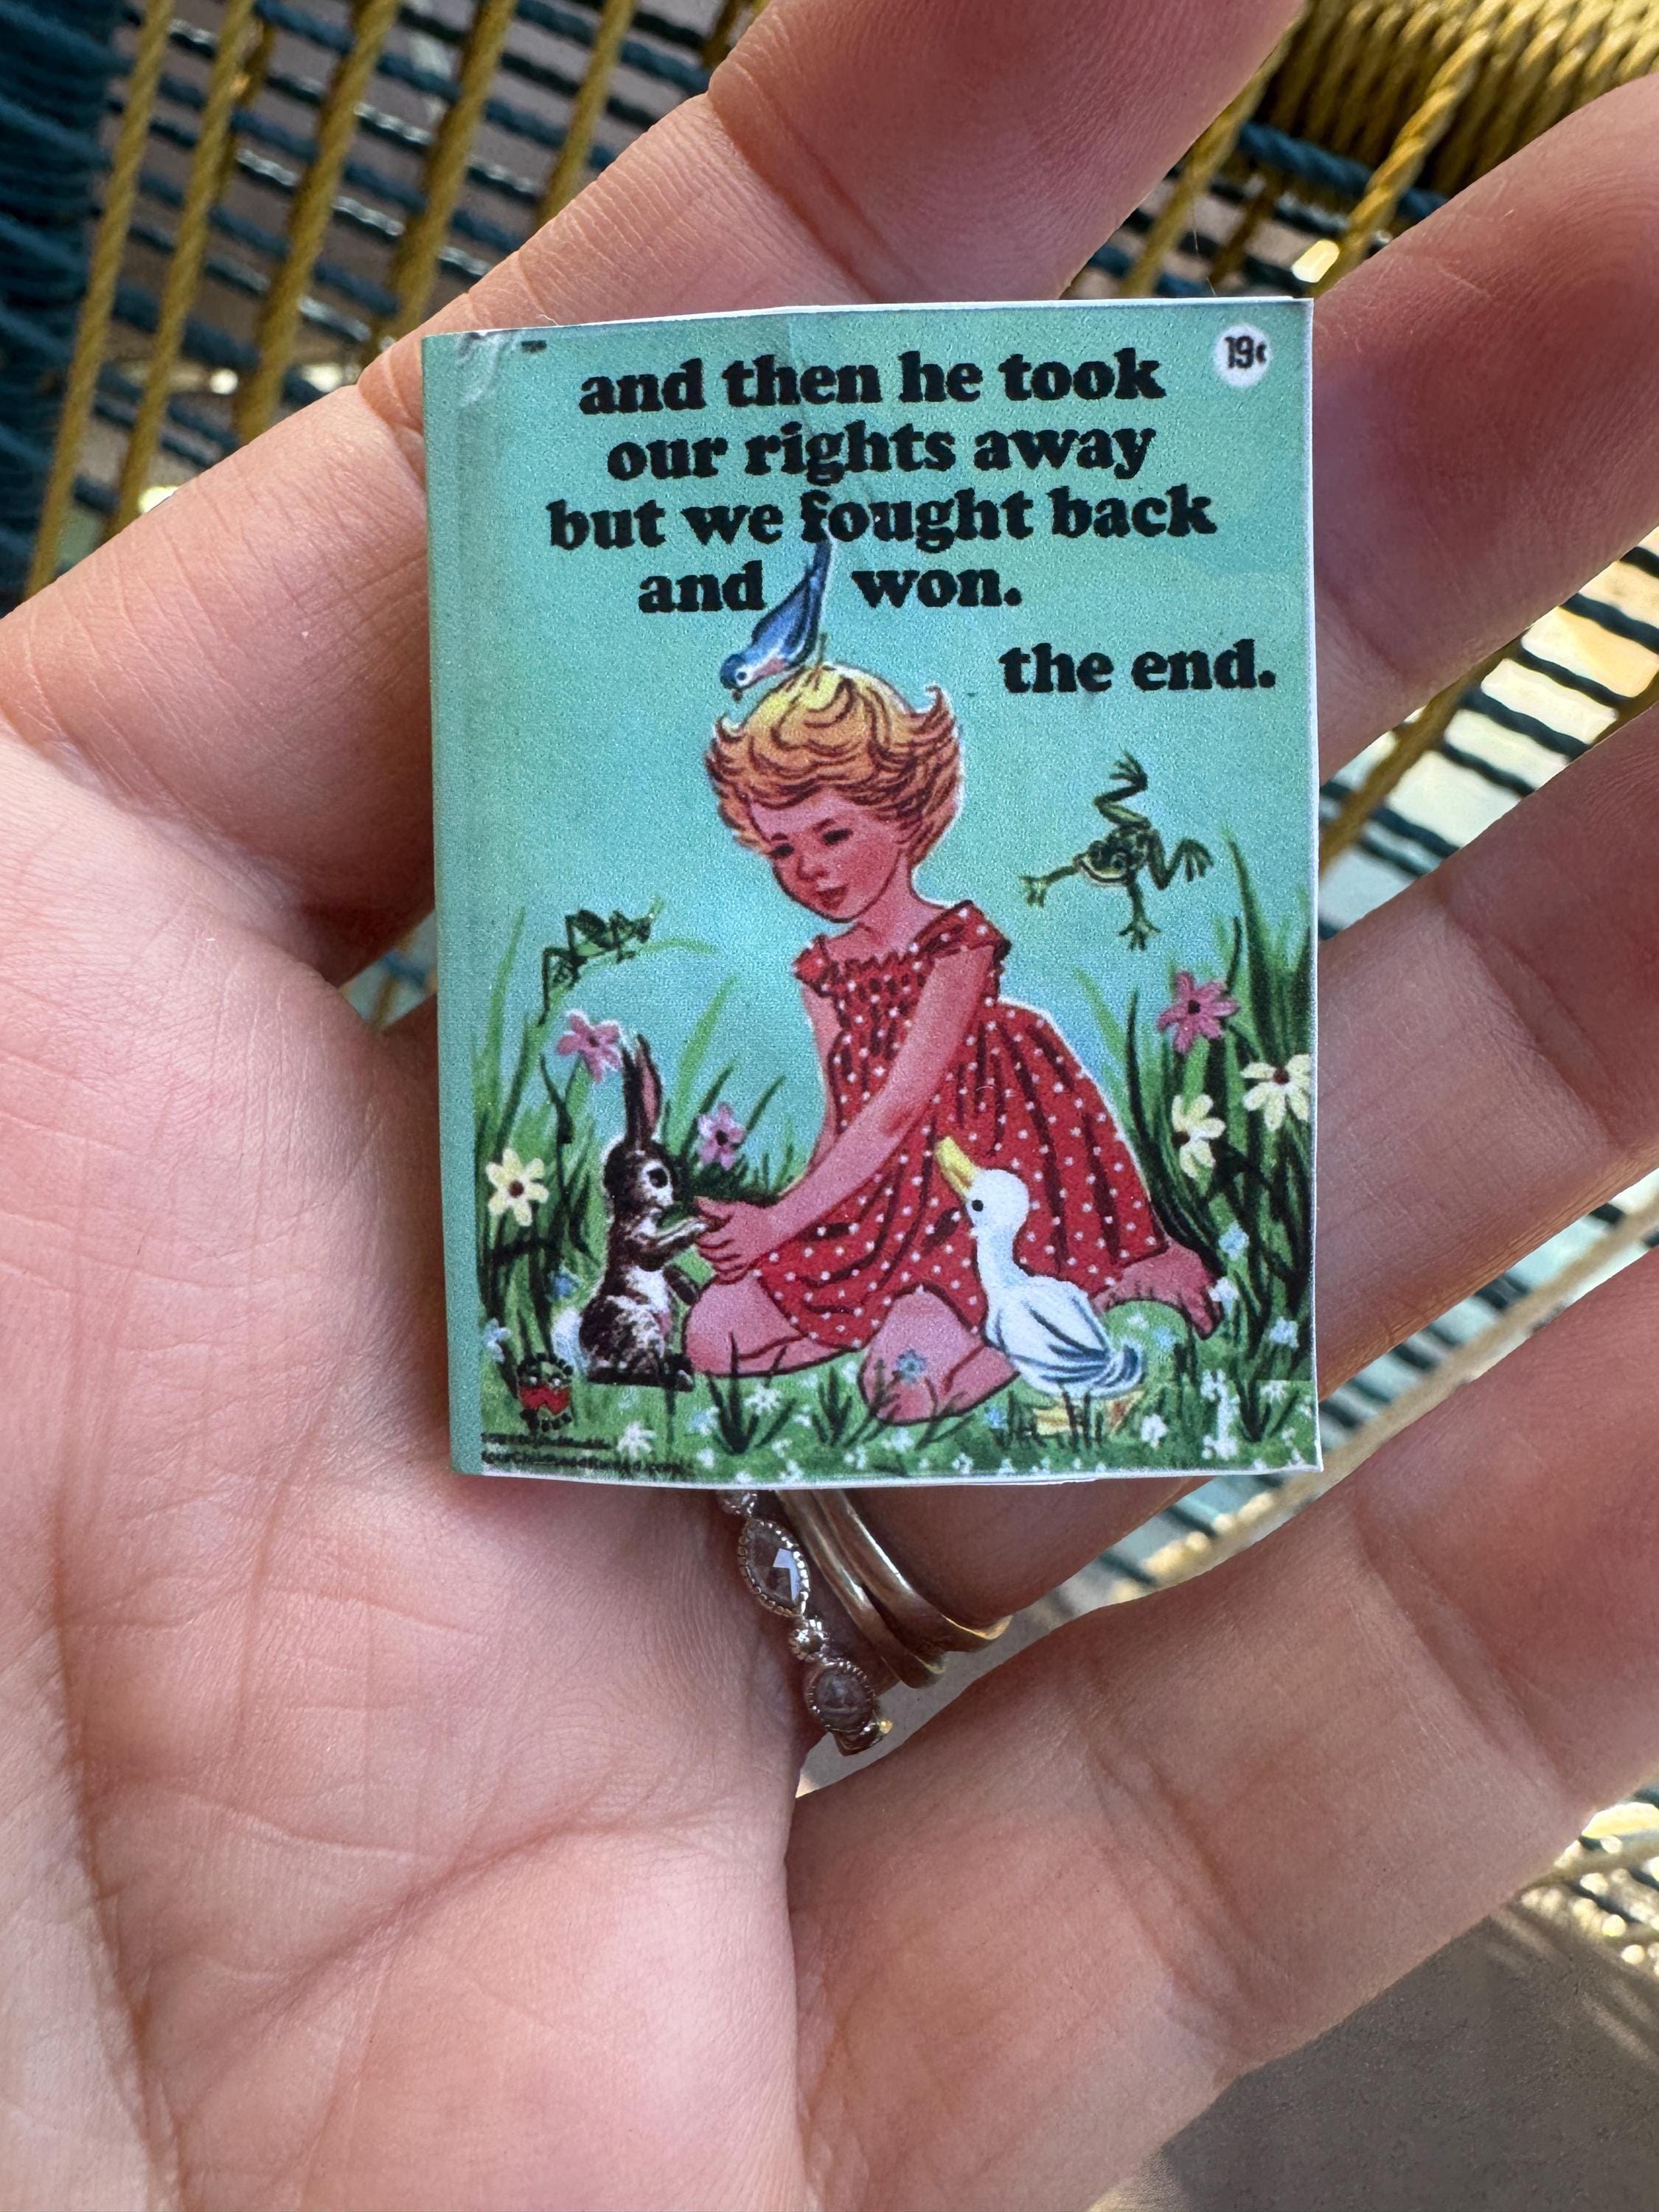 and then he took
19¢
our rights away
but we fought back
and won.
the end.